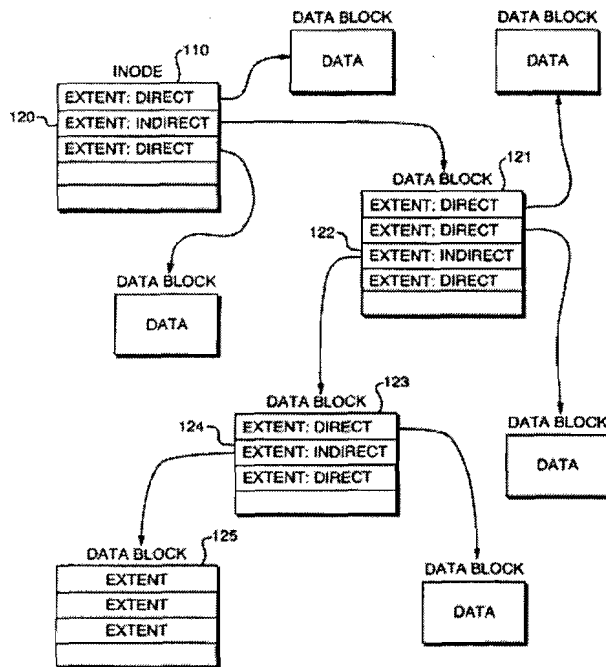 DATA BLOCK
DATA
DATA BLOCK
DATA
110
INODE
EXTENT: DIRECT
120
EXTENT: INDIRECT
EXTENT: DIRECT
DATA BLOCK
DATA
121
DATA BLOCK
EXTENT: DIRECT
EXTENT: DIRECT
122
EXTENT: INDIRECT
EXTENT: DIRECT
123
DATA BLOCK
EXTENT: DIRECT
124
EXTENT: INDIRECT
EXTENT: DIRECT
DATA BLOCK
DATA
125
DATA BLOCK
EXTENT
EXTENT
EXTENT
DATA BLOCK
DATA